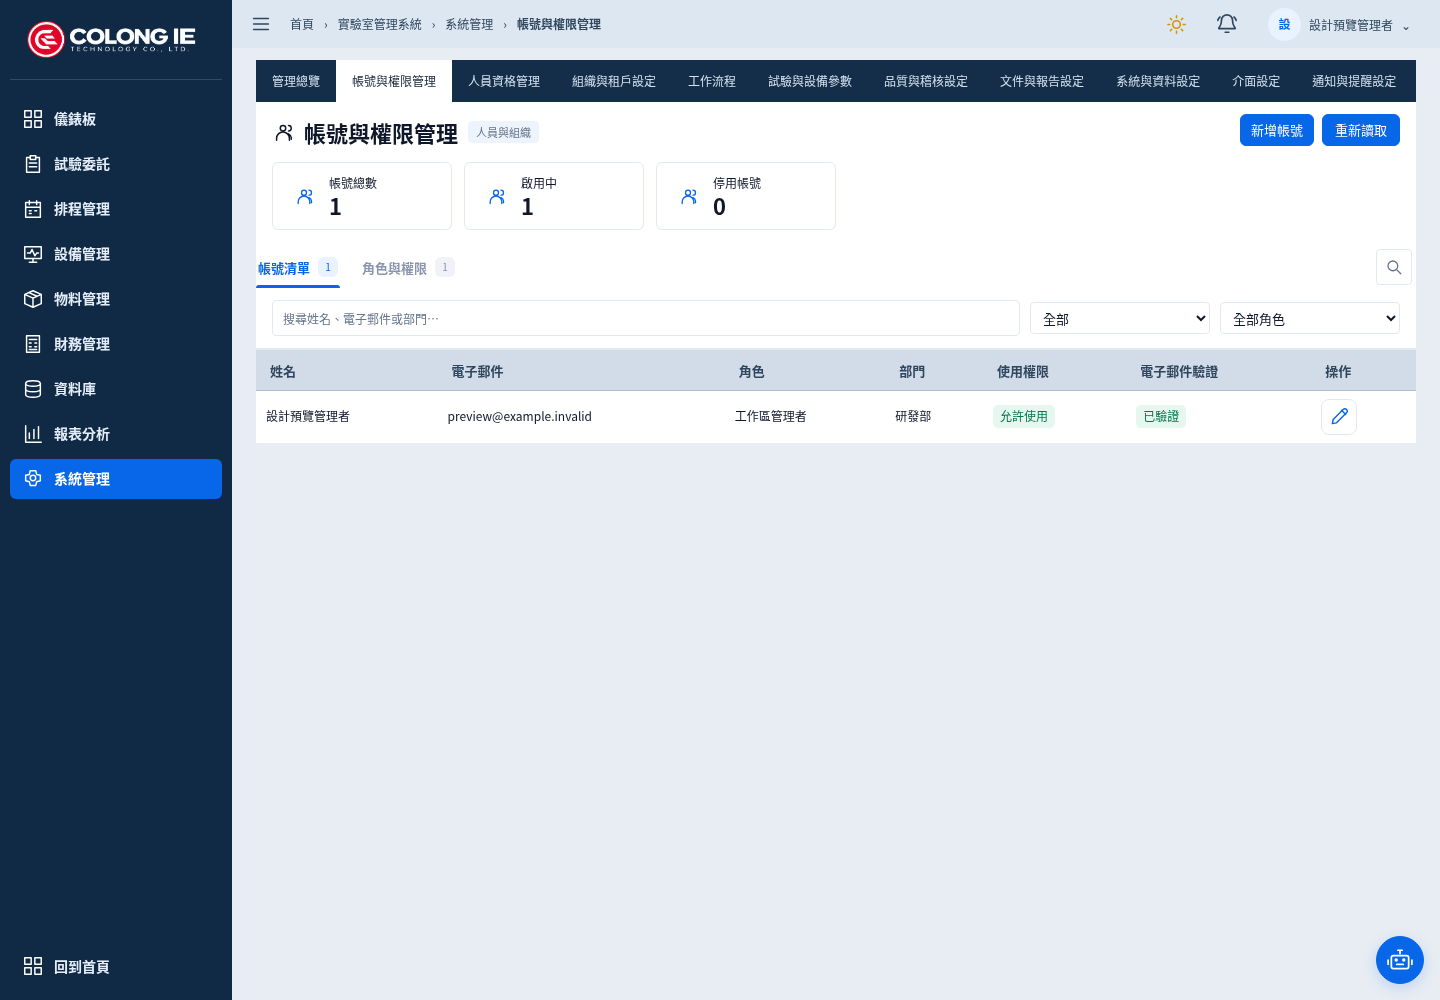 COLONG IE
TECHNOLOGY CO., LTD.
儀錶板
試驗委託
排程管理
設備管理
物料管理
財務管理
資料庫
報表分析
系統管理
回到首頁
首頁 › 實驗室管理系統 › 系統管理 › 帳號與權限管理
設 設計預覽管理者
管理總覽 帳號與權限管理 人員資格管理 組織與租戶設定 工作流程 試驗與設備參數 品質與稽核設定 文件與報告設定 系統與資料設定 介面設定 通知與提醒設定
帳號與權限管理 人員與組織 新增帳號 重新讀取
帳號總數 啟用中 停用帳號
1 1 0
帳號清單 1 角色與權限 1
搜尋姓名、電子郵件或部門… 全部 全部角色
姓名 電子郵件 角色 部門 使用權限 電子郵件驗證 操作
設計預覽管理者 preview@example.invalid 工作區管理者 研發部 允許使用 已驗證